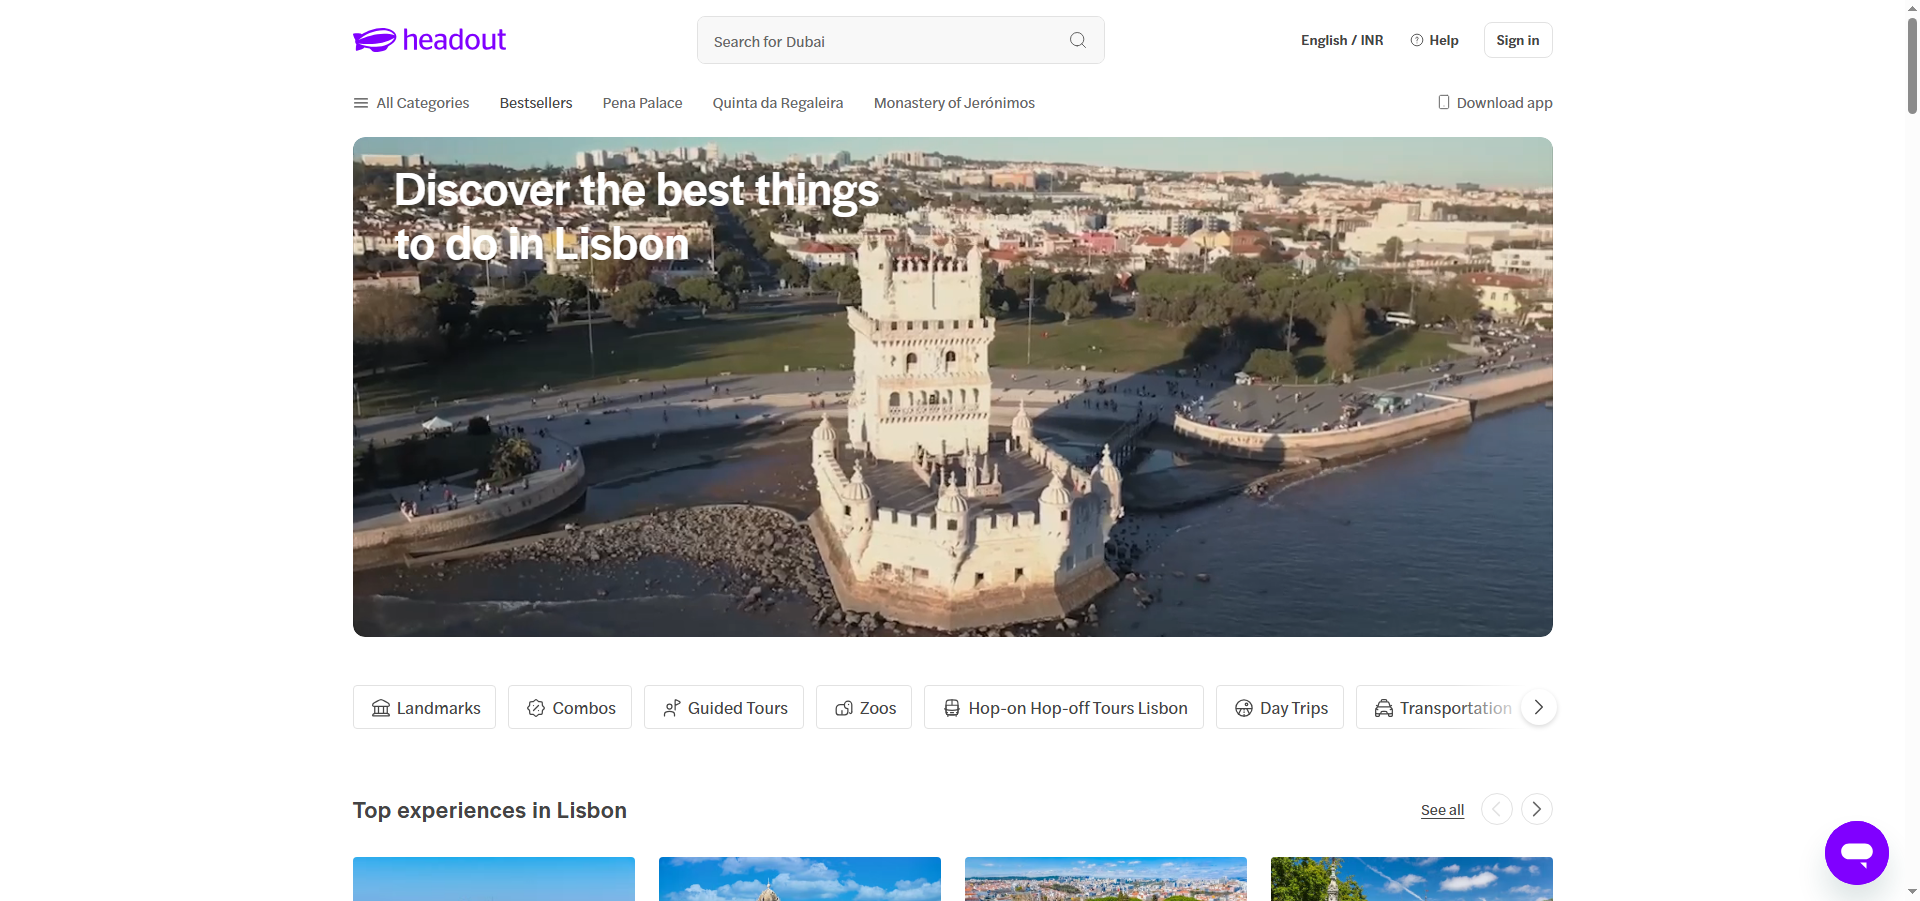 headout
Search for Dubai
English / INR
Help
Sign in
All Categories
Bestsellers
Pena Palace
Quinta da Regaleira
Monastery of Jerónimos
Download app
Discover the best things
to do in Lisbon
Landmarks
Combos
Guided Tours
Zoos
Hop-on Hop-off Tours Lisbon
Day Trips
Transportation
Top experiences in Lisbon
See all